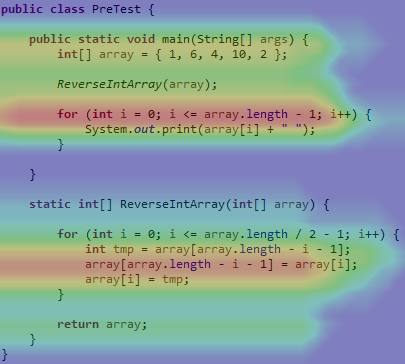 public class PreTest {
public static void main(String[] args) {
int[] array = { 1, 6, 4, 10, 2 };
ReverseIntArray(array);
for (int i = 0; i <= array.length - 1; i++) {
System.out.print(array[i] + " ");
}
}
static int[] ReverseIntArray(int[] array) {
for (int i = 0; i <= array.length / 2 - 1; i++) {
int tmp = array[array.length - i - 1];
array[array.length - i - 1] = array[i];
array[i] = tmp;
}
return array;
}
}